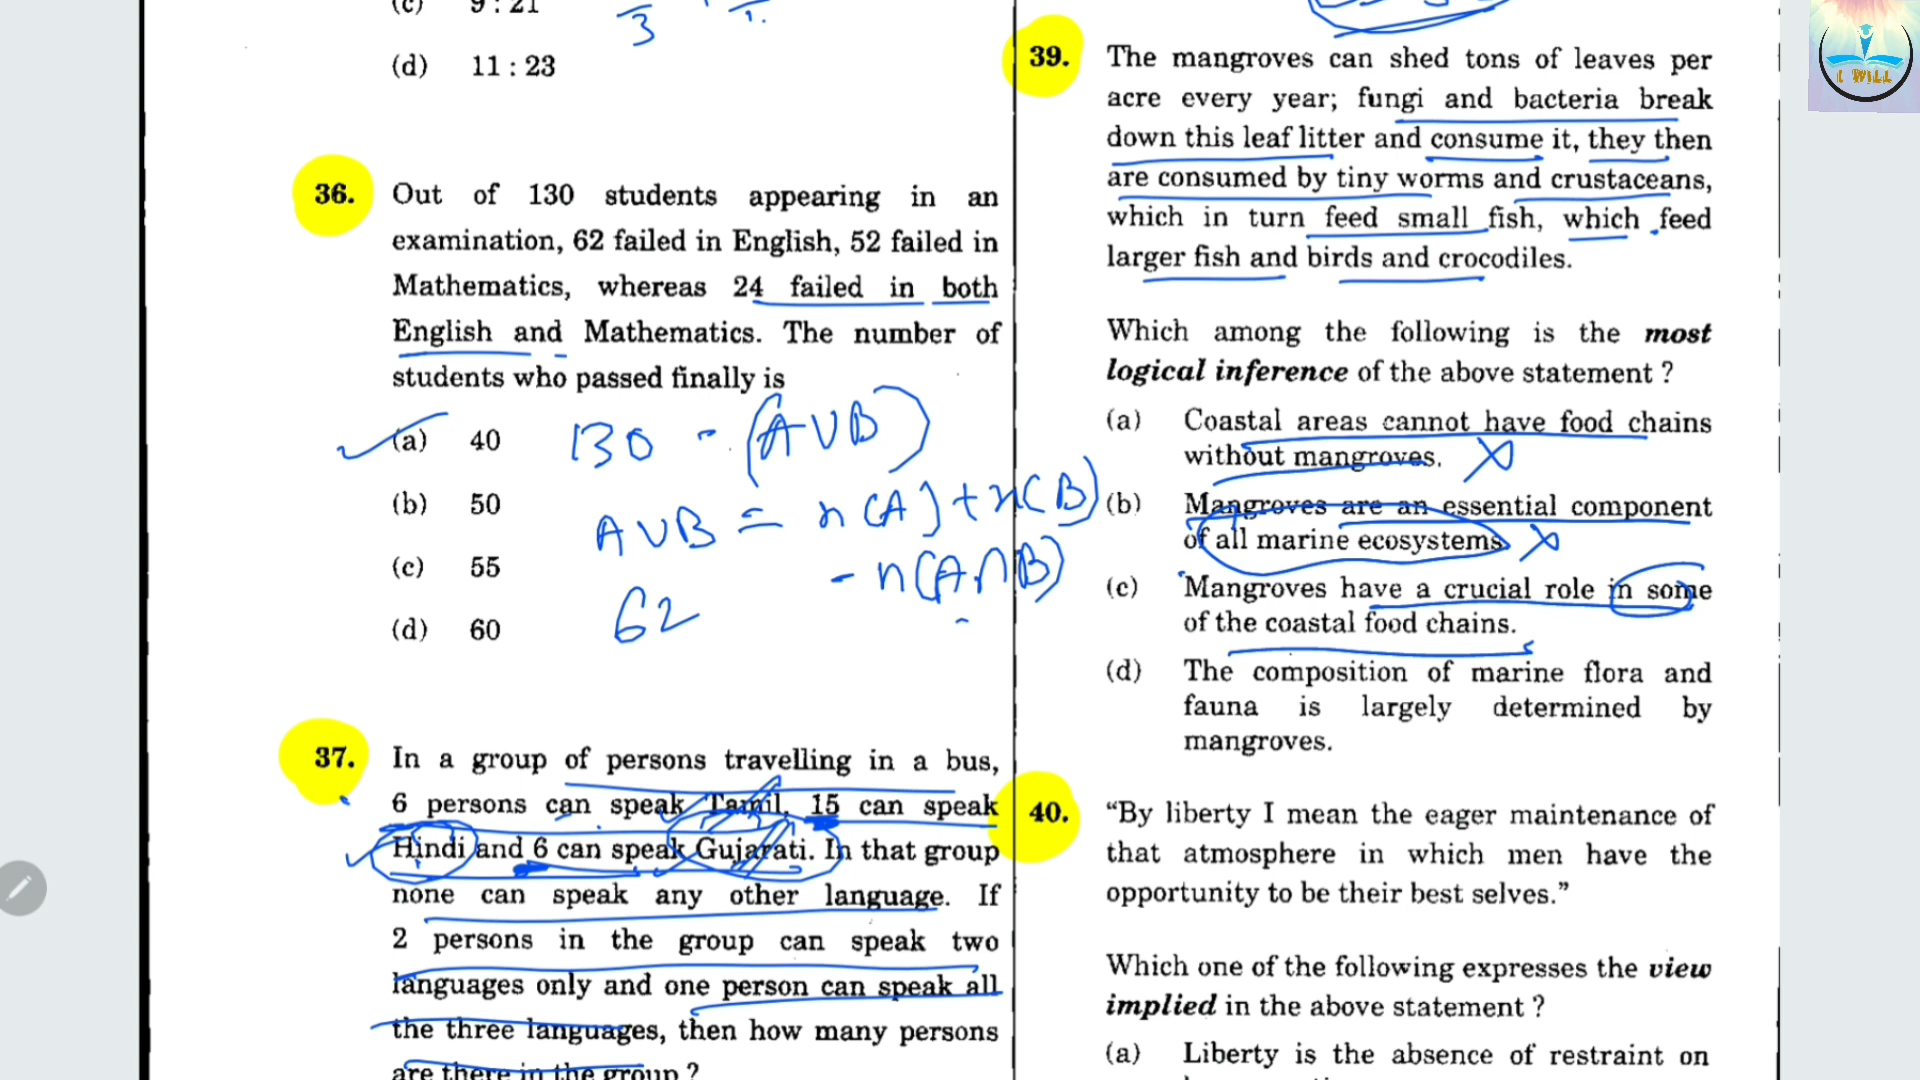 (c) 9 : 21
(d) 11 : 23
3
36. Out of 130 students appearing in an
examination, 62 failed in English, 52 failed in
Mathematics, whereas 24 failed in both
English and Mathematics. The number of
students who passed finally is
(a) 40
(b) 50
(c) 55
(d) 60
130 - (A∪B)
A∪B = n(A) + n(B)
- n(A∩B)
62
37. In a group of persons travelling in a bus,
6 persons can speak Tamil, 15 can speak
Hindi and 6 can speak Gujarati. In that group
none can speak any other language. If
2 persons in the group can speak two
languages only and one person can speak all
the three languages, then how many persons
are there in the group ?
39. The mangroves can shed tons of leaves per
acre every year; fungi and bacteria break
down this leaf litter and consume it, they then
are consumed by tiny worms and crustaceans,
which in turn feed small fish, which feed
larger fish and birds and crocodiles.
Which among the following is the most
logical inference of the above statement ?
(a) Coastal areas cannot have food chains
without mangroves.
(b) Mangroves are an essential component
of all marine ecosystems.
(c) Mangroves have a crucial role in some
of the coastal food chains.
(d) The composition of marine flora and
fauna is largely determined by
mangroves.
40. “By liberty I mean the eager maintenance of
that atmosphere in which men have the
opportunity to be their best selves.”
Which one of the following expresses the view
implied in the above statement ?
(a) Liberty is the absence of restraint on
I WILL